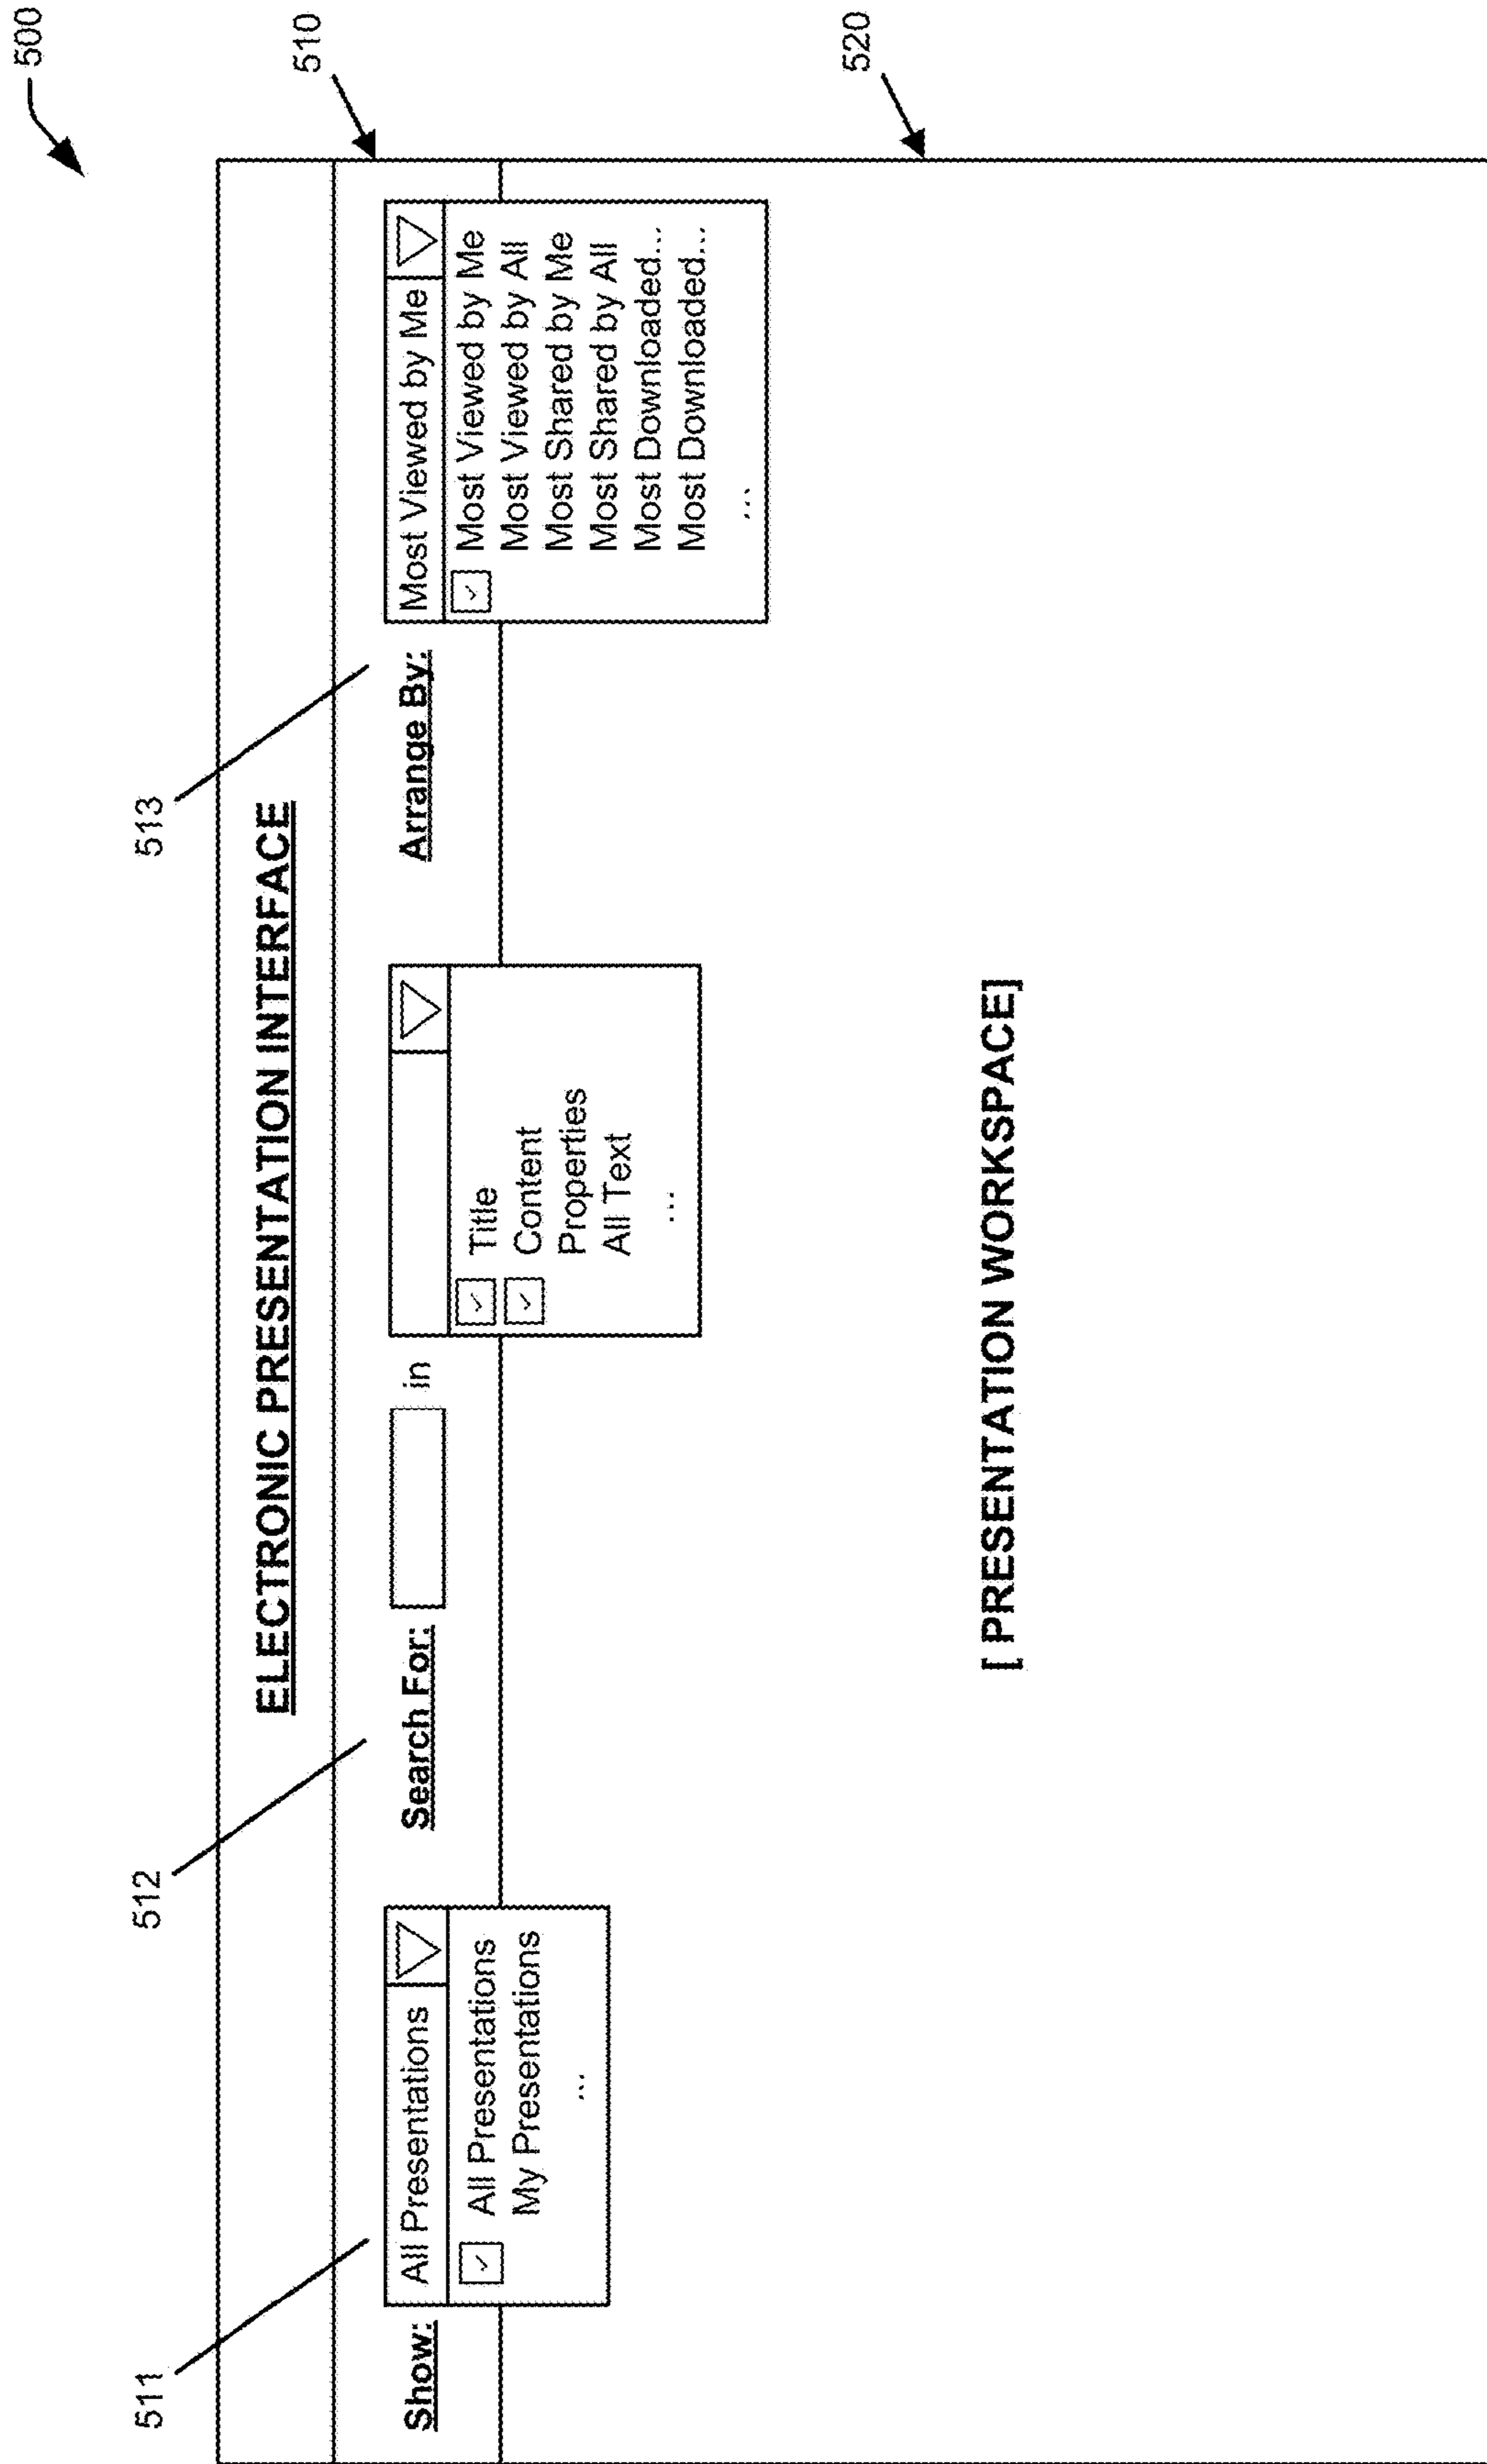 500
ELECTRONIC PRESENTATION INTERFACE
510
511
512
513
Show:
All Presentations
All Presentations
My Presentations
...
Search For:
in
Title
Content
Properties
All Text
...
Arrange By:
Most Viewed by Me
Most Viewed by Me
Most Viewed by All
Most Shared by Me
Most Shared by All
Most Downloaded...
Most Downloaded...
...
520
[ PRESENTATION WORKSPACE]